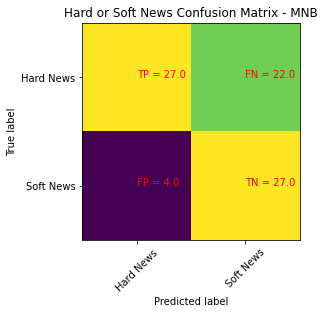 Hard or Soft News Confusion Matrix - MNB
Hard News
TP = 27.0
FN = 22.0
True label
Soft News
FP = 4.0
TN = 27.0
Hard News
Soft News
Predicted label